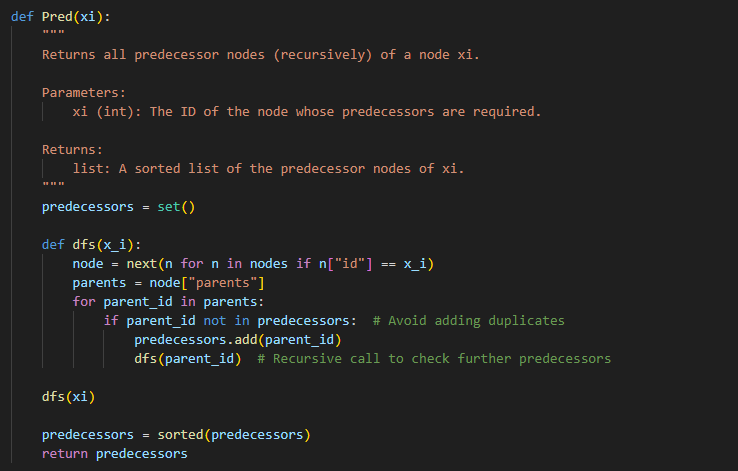 def Pred(xi):
    """
    Returns all predecessor nodes (recursively) of a node xi.

    Parameters:
        xi (int): The ID of the node whose predecessors are required.

    Returns:
        list: A sorted list of the predecessor nodes of xi.
    """
    predecessors = set()

    def dfs(x_i):
        node = next(n for n in nodes if n["id"] == x_i)
        parents = node["parents"]
        for parent_id in parents:
            if parent_id not in predecessors:  # Avoid adding duplicates
                predecessors.add(parent_id)
                dfs(parent_id)  # Recursive call to check further predecessors

    dfs(xi)

    predecessors = sorted(predecessors)
    return predecessors